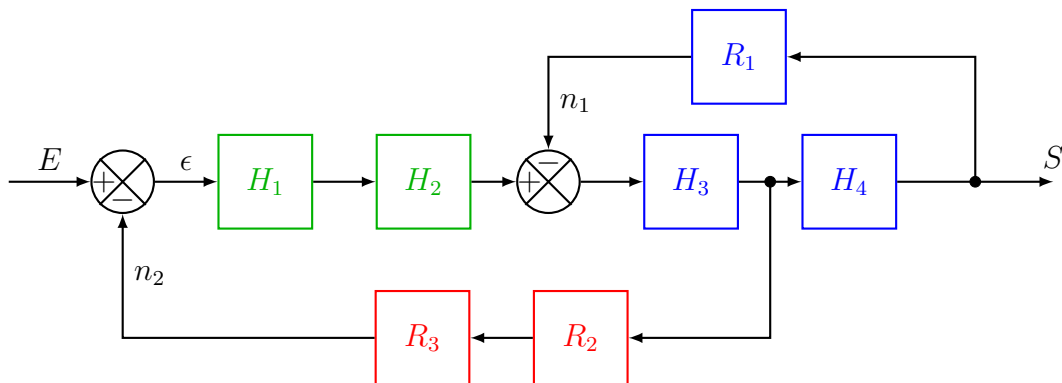 R₁
n₁
E
ϵ
S
+
−
H₁
H₂
+
−
H₃
H₄
n₂
R₃
R₂